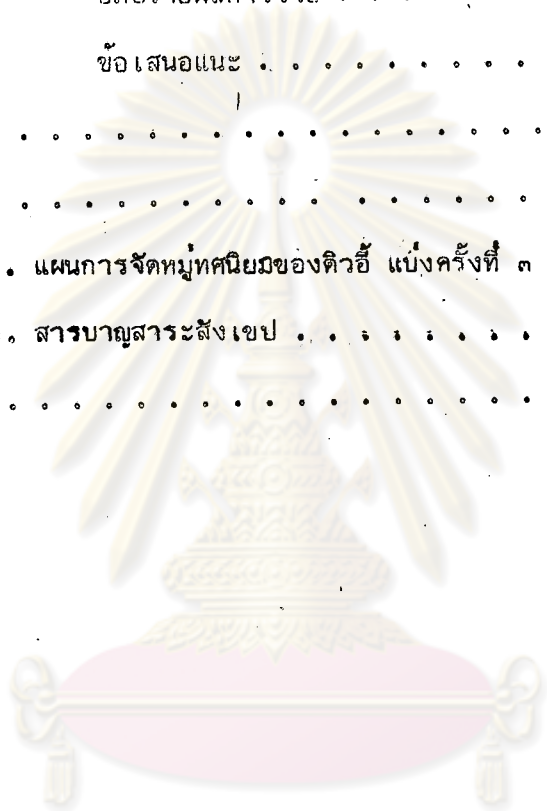 ข้อเสนอแนะ . . . . . . . . . .
. . . . . . . . . . . . . . . . .
. . . . . . . . . . . . . . . .
. แผนการจัดหมู่ทศนิยมของดิวอี้ แบ่งครั้งที่ ๓
. สารบาญสาระสังเขป . . . . . . .
. . . . . . . . . . . . . . . . .